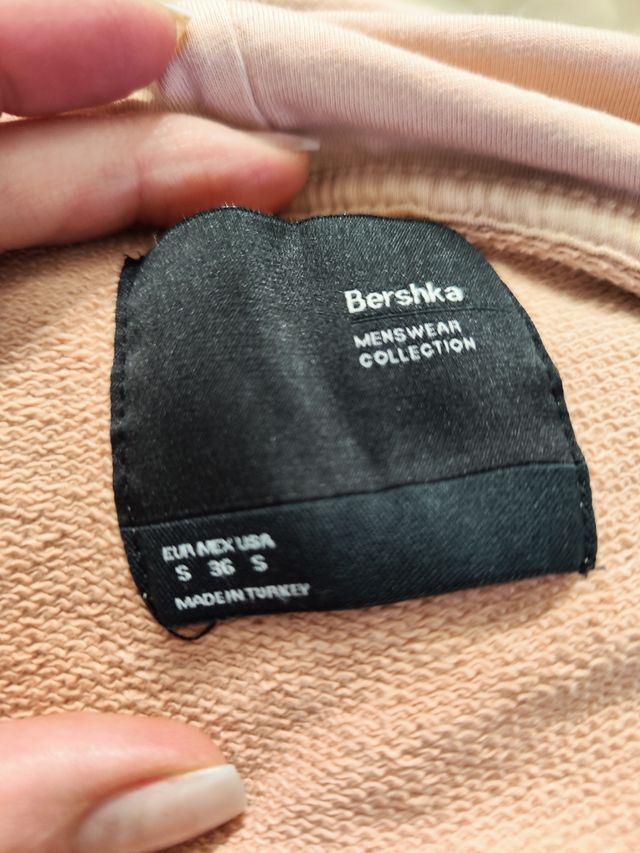 Bershka
MENSWEAR
COLLECTION
EUR MEX USA
S 36 S
MADE IN TURKEY